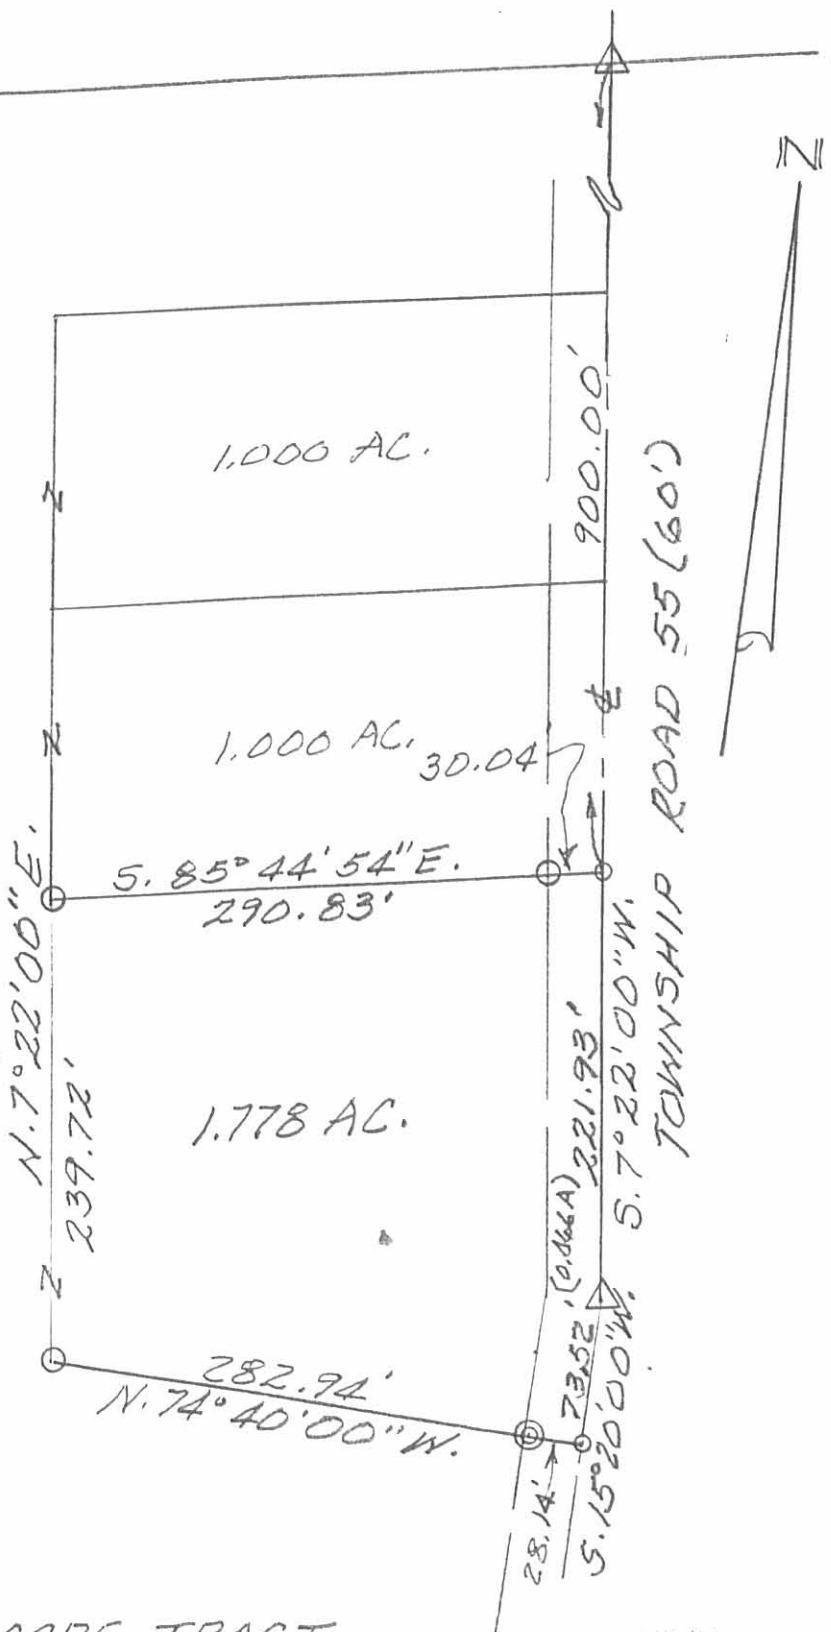 N
1.000 AC.
900.00'
1.000 AC.
30.04
℄
TOWNSHIP ROAD 55 (60')
S. 85° 44' 54" E.
290.83'
N. 7° 22' 00" E.
239.72'
1.778 AC.
221.93'
S. 7° 22' 00" W.
73.52'
S. 15° 20' 00" W.
282.94'
N. 74° 40' 00" W.
28.14'
TRACT